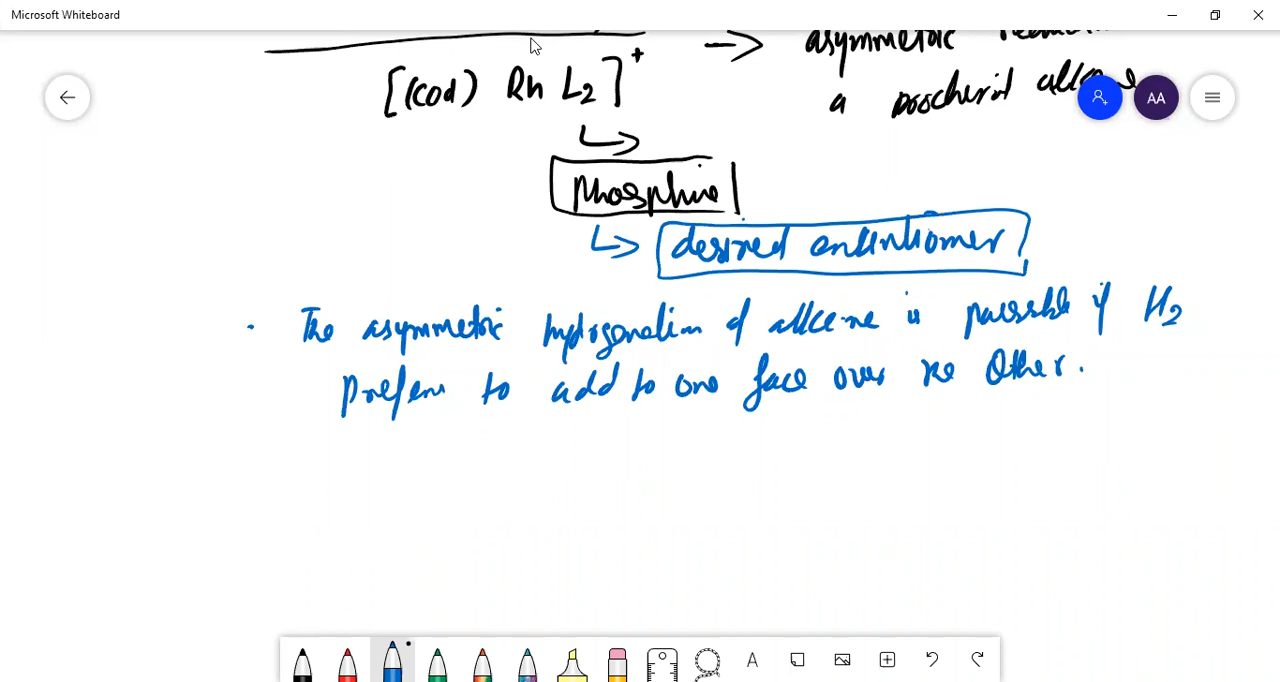 Microsoft Whiteboard
→ asymmetric
[(cod) Rh L2]+
a prochiral alkene
AA
↳
phosphine
↳ desired enantiomer
· The asymmetric hydrogenation of alkene is possible if H2
prefers to add to one face over the other.
A